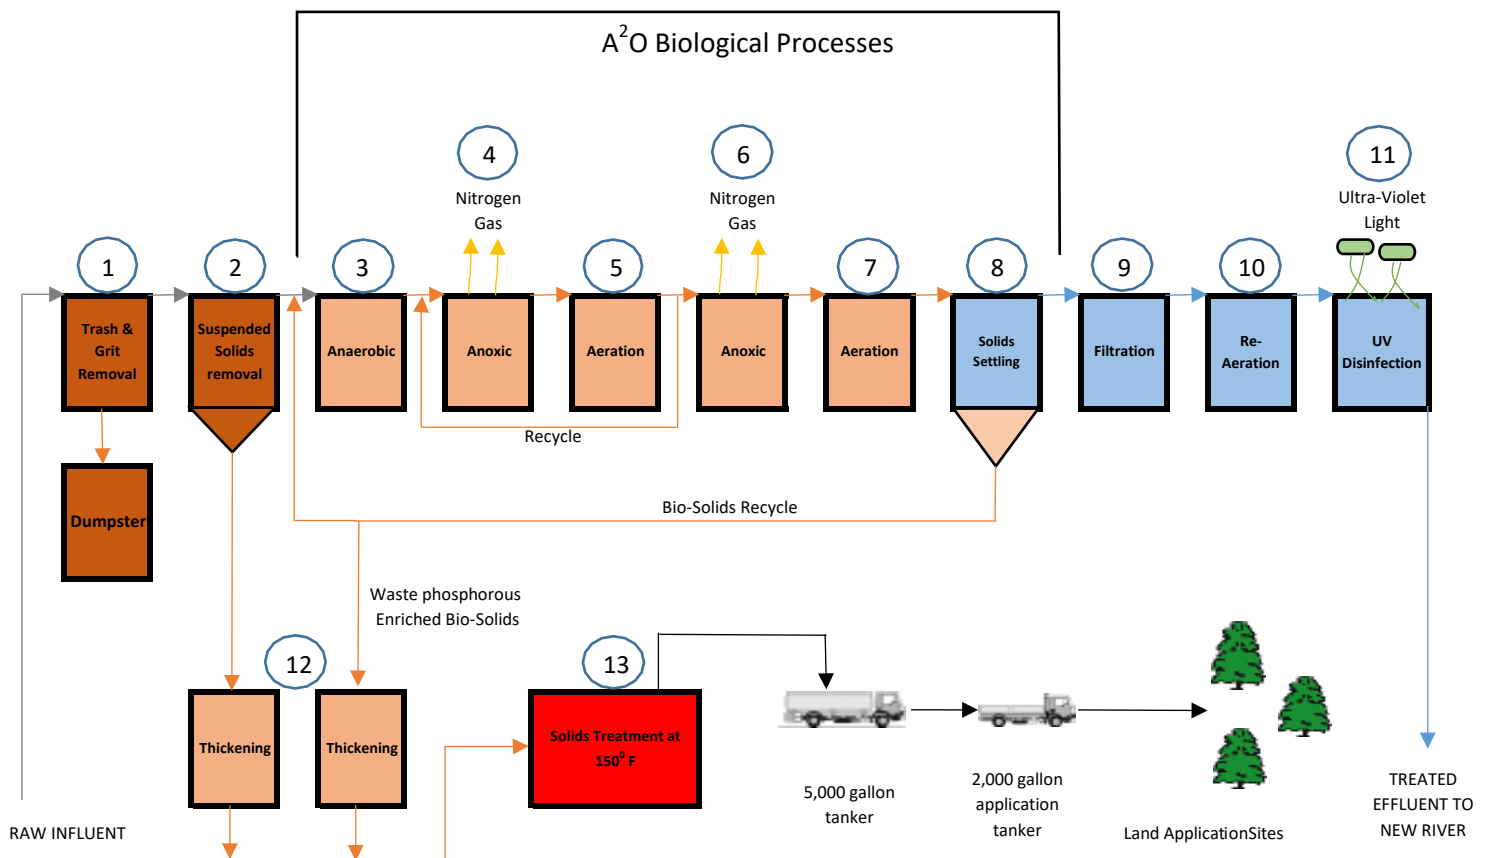 A2O Biological Processes
4
Nitrogen
Gas
6
Nitrogen
Gas
11
Ultra-Violet
Light
1
2
3
5
7
8
9
10
Trash &
Grit
Removal
Suspended
Solids
removal
Anaerobic
Anoxic
Aeration
Anoxic
Aeration
Solids
Settling
Filtration
Re-
Aeration
UV
Disinfection
Recycle
Dumpster
Bio-Solids Recycle
Waste phosphorous
Enriched Bio-Solids
12
13
Thickening
Thickening
Solids Treatment at
150⁰ F
5,000 gallon
tanker
2,000 gallon
application
tanker
Land ApplicationSites
TREATED
EFFLUENT TO
NEW RIVER
RAW INFLUENT